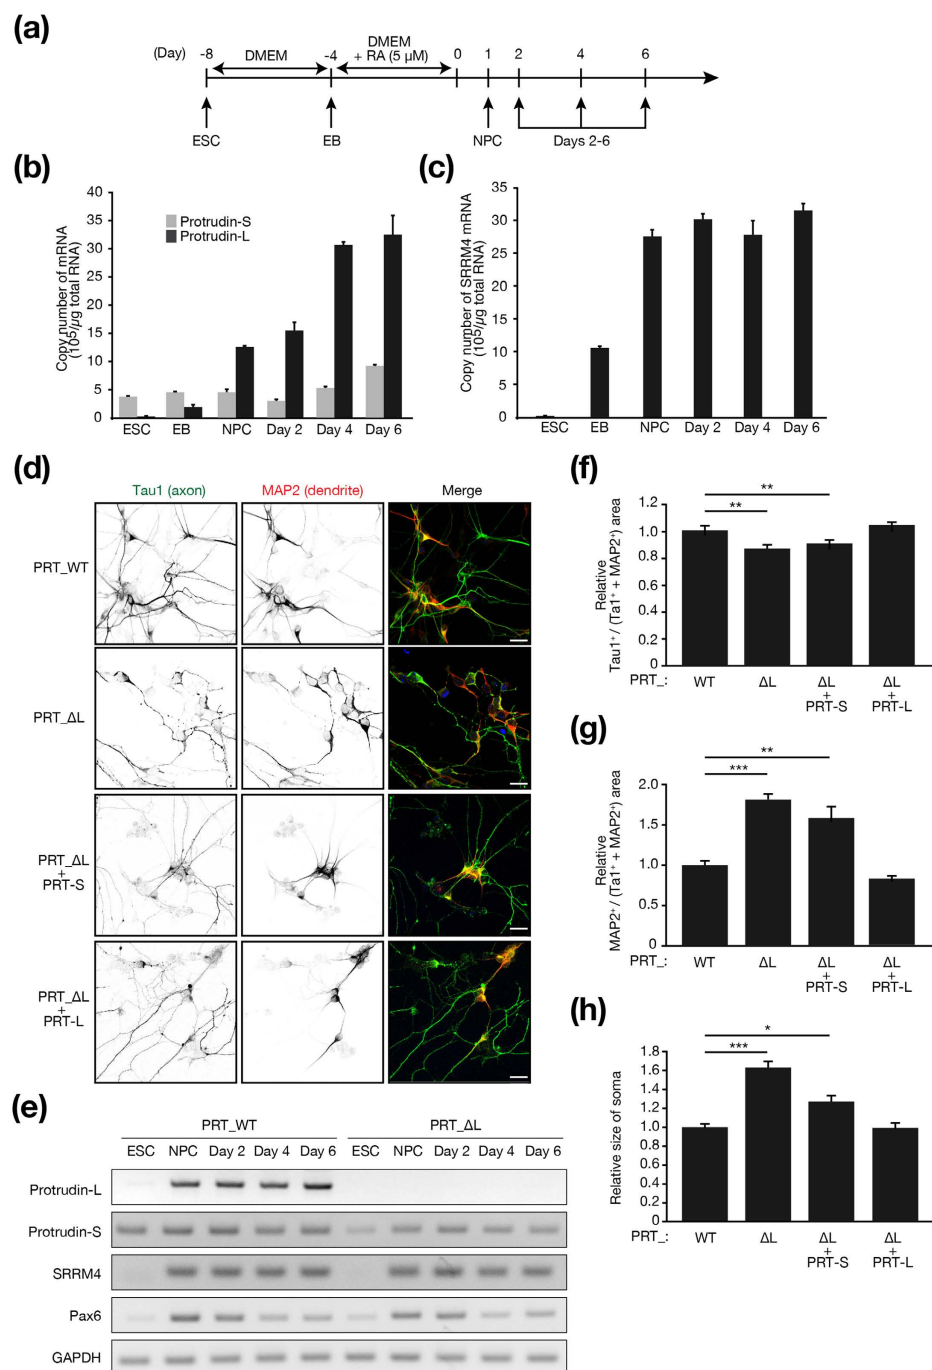 (a)
(Day) -8 DMEM -4 DMEM + RA (5 μM) 0 1 2 4 6
ESC EB NPC Days 2-6
(b)
Copy number of mRNA
(10⁵/μg total RNA)
40
35
30
25
20
15
10
5
0
Protrudin-S
Protrudin-L
ESC EB NPC Day 2 Day 4 Day 6
(c)
Copy number of SRRM4 mRNA
(10⁵/μg total RNA)
35
30
25
20
10
5
0
ESC EB NPC Day 2 Day 4 Day 6
(d)
Tau1 (axon) MAP2 (dendrite) Merge
PRT_WT
PRT_ΔL
PRT_ΔL
+
PRT-S
PRT_ΔL
+
PRT-L
(e)
PRT_WT PRT_ΔL
ESC NPC Day 2 Day 4 Day 6 ESC NPC Day 2 Day 4 Day 6
Protrudin-L
Protrudin-S
SRRM4
Pax6
GAPDH
(f)
Relative
Tau1⁺ / (Ta1⁺ + MAP2⁺) area
1.2
1.0
0.8
0.6
0.4
0.2
0
**
**
PRT_: WT ΔL ΔL + PRT-S ΔL + PRT-L
(g)
Relative
MAP2⁺ / (Ta1⁺ + MAP2⁺) area
2.0
1.5
1.0
0.5
0
**
***
PRT_: WT ΔL ΔL + PRT-S ΔL + PRT-L
(h)
Relative size of soma
1.8
1.6
1.4
1.2
1.0
0.8
0.6
0.4
0.2
0
*
***
PRT_: WT ΔL ΔL + PRT-S ΔL + PRT-L